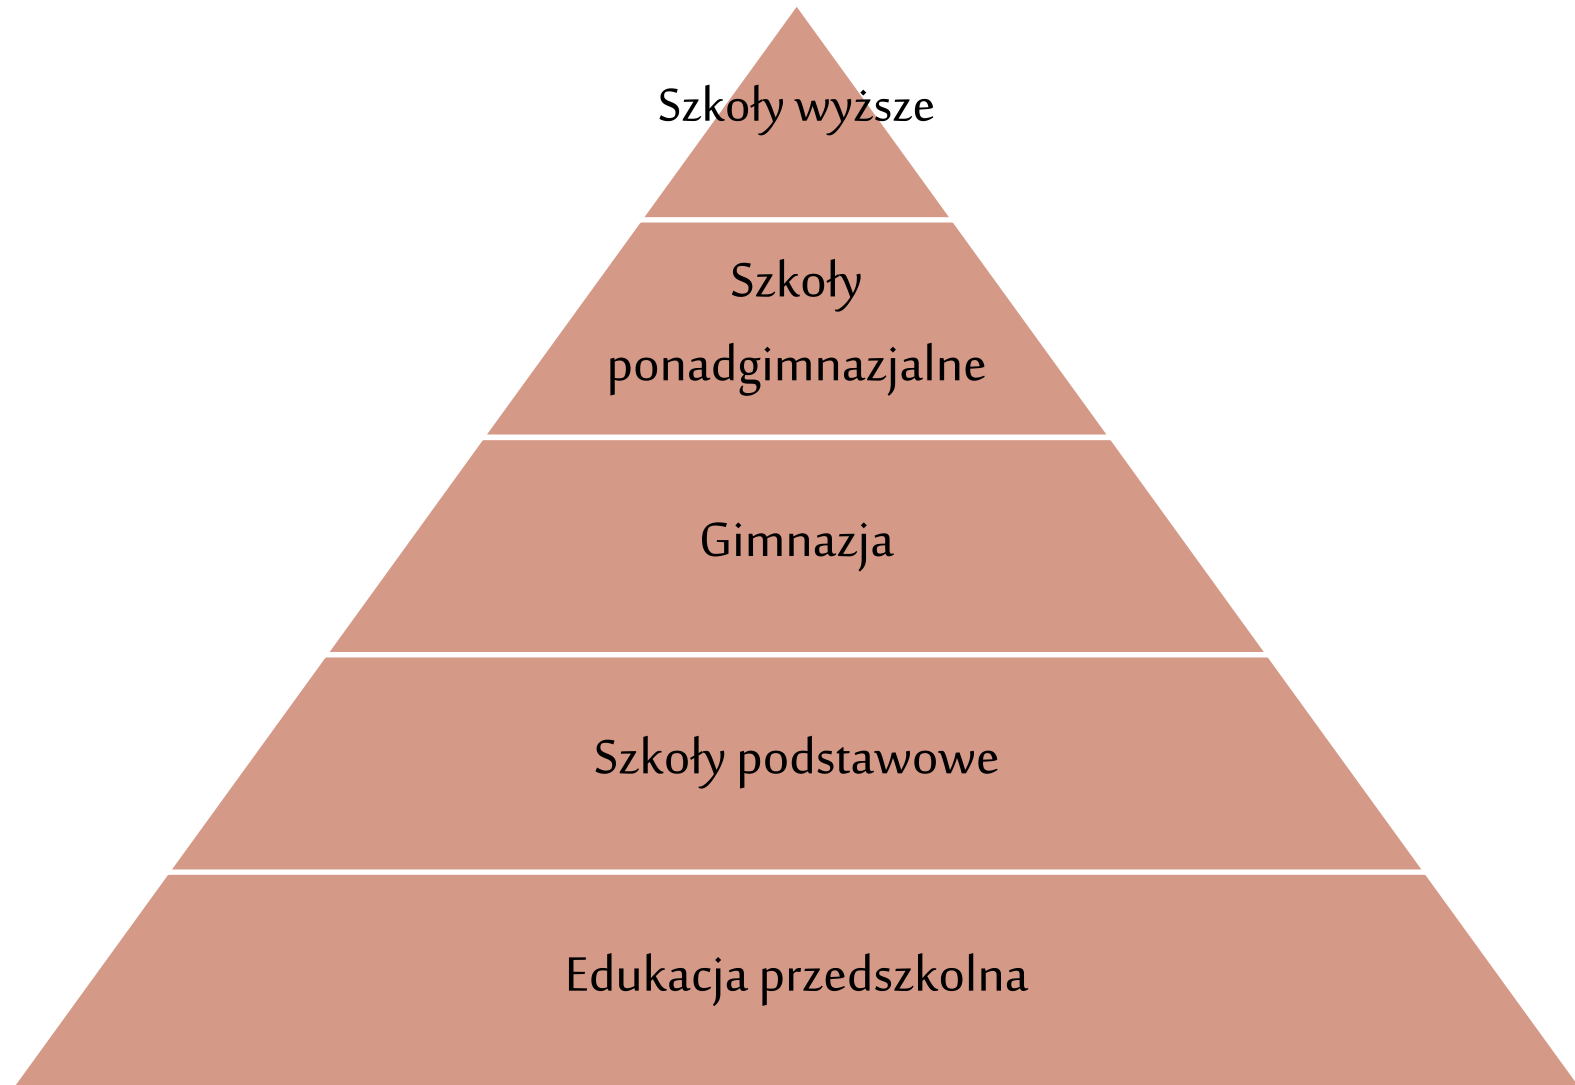 Szkoły wyższe
Szkoły
ponadgimnazjalne
Gimnazja
Szkoły podstawowe
Edukacja przedszkolna